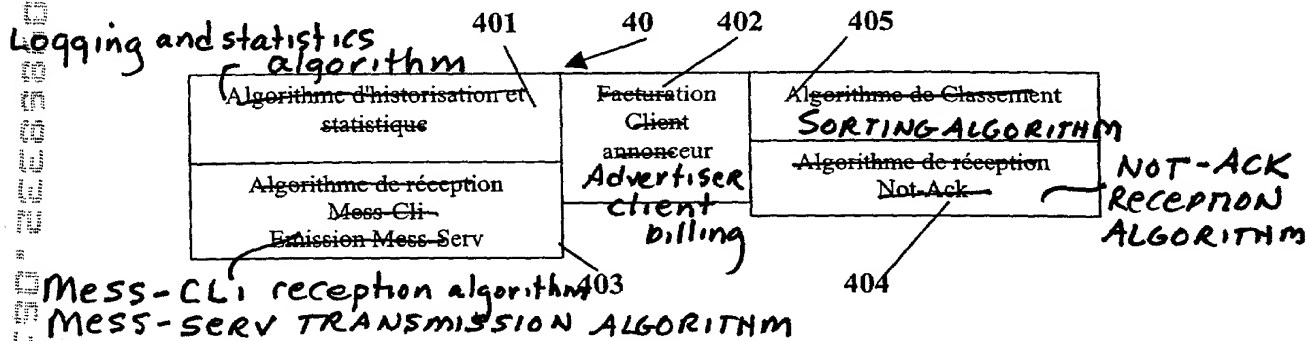 401 40 402 405
Logging and statistics
algorithm
Algorithme d'historisation et
statistique
Facturation
Client
annonceur
Advertiser
client
billing
Algorithme de Classement
SORTING ALGORITHM
Algorithme de réception
Not-Ack
NOT-ACK
RECEPTION
ALGORITHM
Algorithme de réception
Mess-Cli
Emission Mess-Serv
403
404
Mess-CLi reception algorithm
MESS-SERV TRANSMISSION ALGORITHM